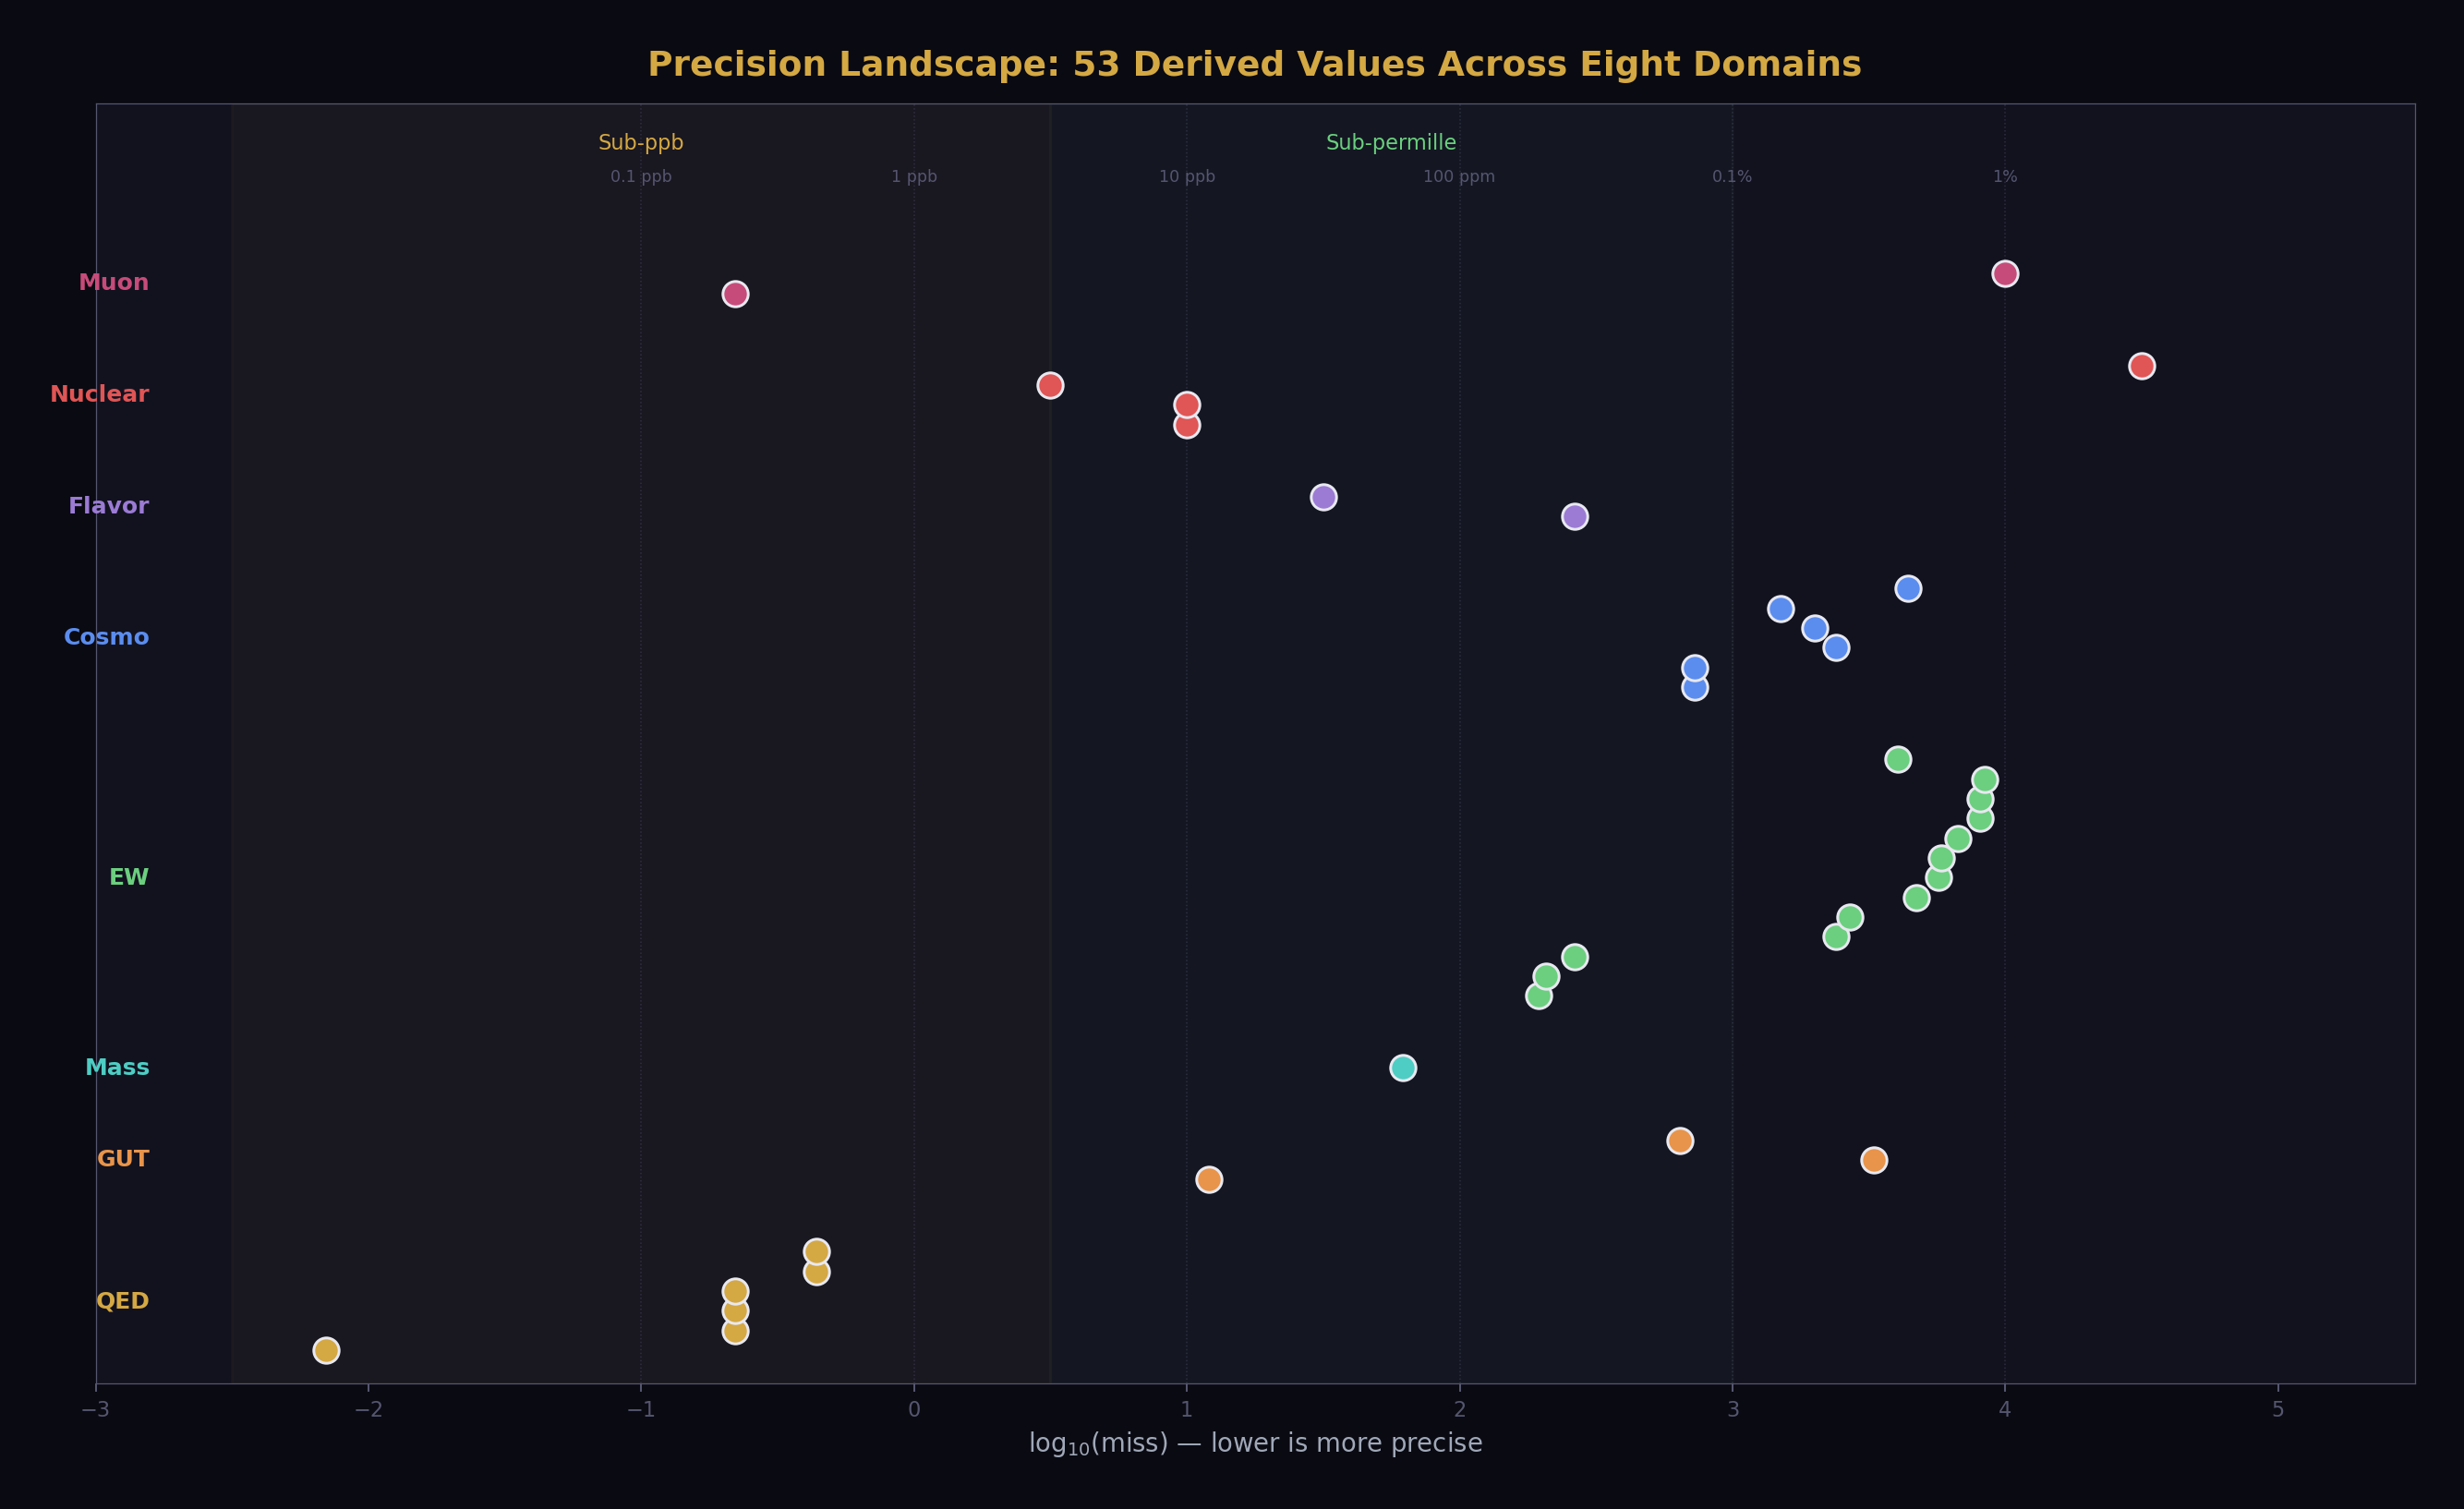 Precision Landscape: 53 Derived Values Across Eight Domains
Sub-ppb
Sub-permille
0.1 ppb
1 ppb
10 ppb
100 ppm
0.1%
1%
Muon
Nuclear
Flavor
Cosmo
EW
Mass
GUT
QED
−3
−2
−1
0
1
2
3
4
5
log₁₀(miss) — lower is more precise